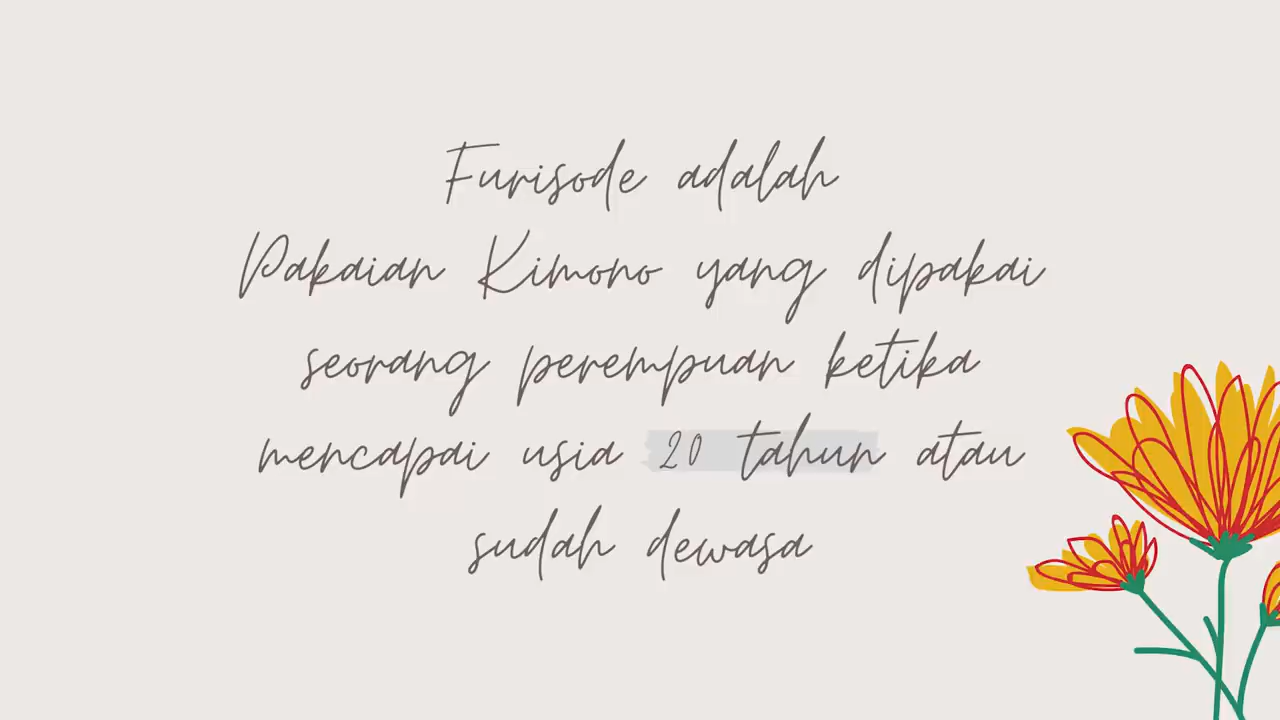 Furisode adalah
Pakaian Kimono yang dipakai
seorang perempuan ketika
mencapai usia 20 tahun atau
sudah dewasa